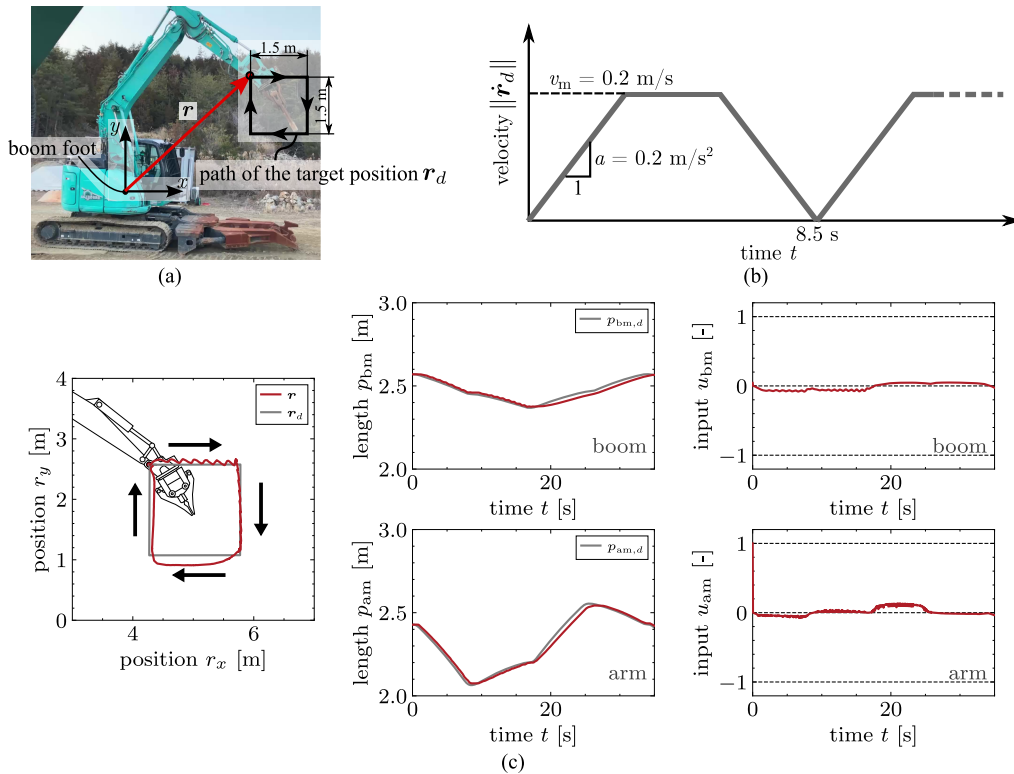 1.5 m
1.5 m
r
y
boom foot
x
path of the target position r_d
(a)
velocity ||ṙ_d||
v_m = 0.2 m/s
a = 0.2 m/s²
1
8.5 s
time t
(b)
position r_y [m]
4
3
2
1
0
r
r_d
4
6
position r_x [m]
length p_bm [m]
3.0
2.5
2.0
p_bm,d
boom
0
20
time t [s]
input u_bm [-]
1
0
−1
boom
0
20
time t [s]
length p_am [m]
3.0
2.5
2.0
p_am,d
arm
0
20
time t [s]
input u_am [-]
1
0
−1
arm
0
20
time t [s]
(c)